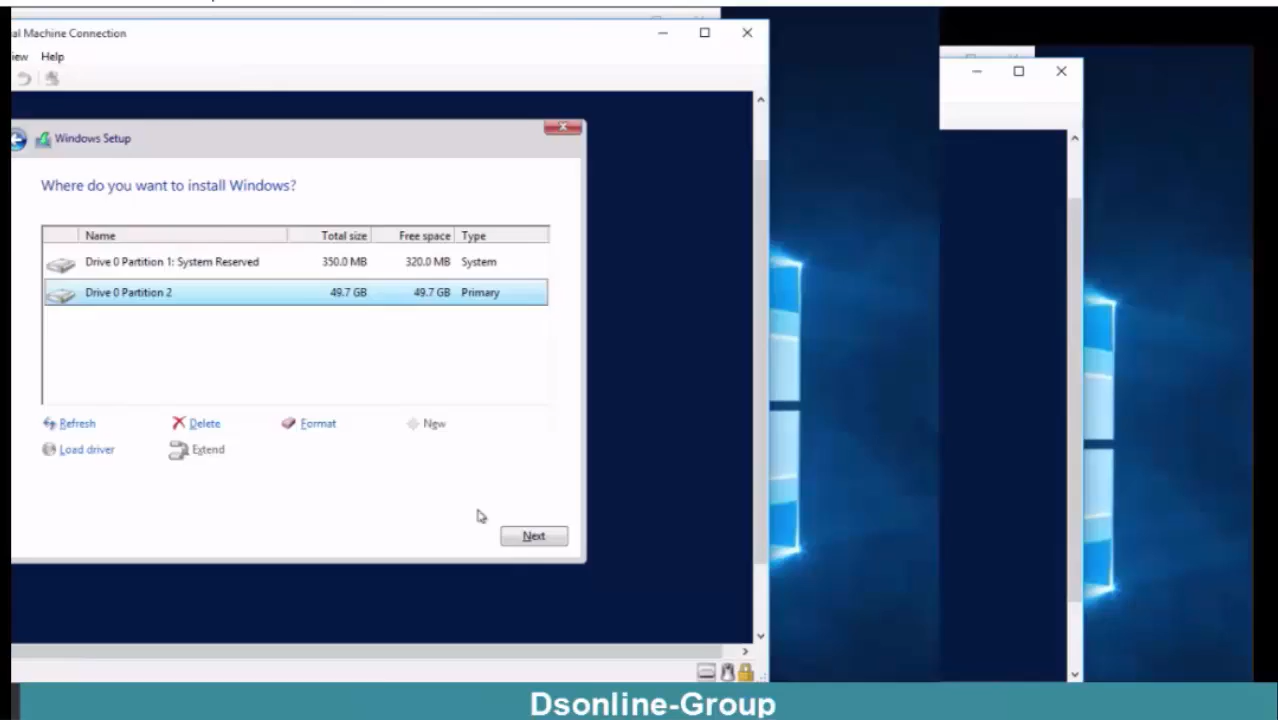 al Machine Connection
iew Help
Windows Setup
Where do you want to install Windows?
Name Total size Free space Type
Drive 0 Partition 1: System Reserved 350.0 MB 320.0 MB System
Drive 0 Partition 2 49.7 GB 49.7 GB Primary
Refresh Delete Format New
Load driver Extend
Next
Dsonline-Group